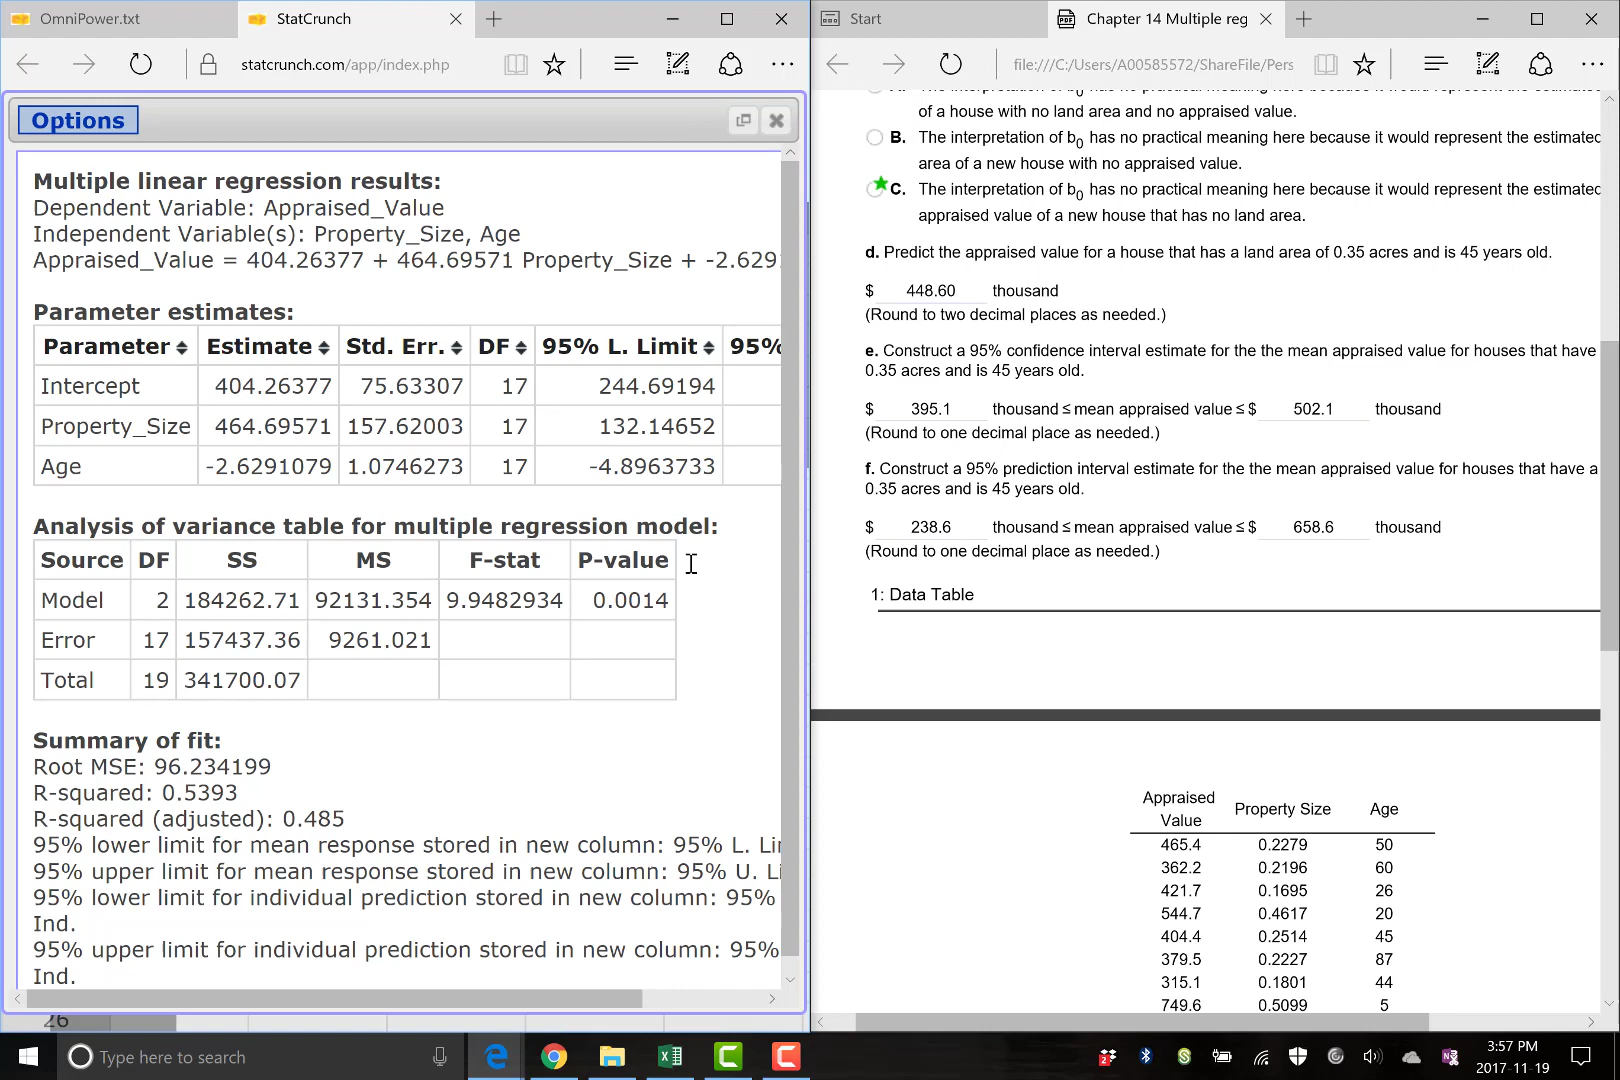 OmniPower.txt
StatCrunch
Start
Chapter 14 Multiple reg
statcrunch.com/app/index.php
file:///C:/Users/A00585572/ShareFile/Pers
Options
Multiple linear regression results:
Dependent Variable: Appraised_Value
Independent Variable(s): Property_Size, Age
Appraised_Value = 404.26377 + 464.69571 Property_Size + -2.629
Parameter estimates:
Parameter Estimate Std. Err. DF 95% L. Limit 95%
Intercept 404.26377 75.63307 17 244.69194
Property_Size 464.69571 157.62003 17 132.14652
Age -2.6291079 1.0746273 17 -4.8963733
Analysis of variance table for multiple regression model:
Source DF SS MS F-stat P-value
Model 2 184262.71 92131.354 9.9482934 0.0014
Error 17 157437.36 9261.021
Total 19 341700.07
Summary of fit:
Root MSE: 96.234199
R-squared: 0.5393
R-squared (adjusted): 0.485
95% lower limit for mean response stored in new column: 95% L.
95% upper limit for mean response stored in new column: 95% U.
95% lower limit for individual prediction stored in new column: 95%
Ind.
95% upper limit for individual prediction stored in new column: 95%
Ind.
26
of a house with no land area and no appraised value.
B. The interpretation of b0 has no practical meaning here because it would represent the estimated
area of a new house with no appraised value.
C. The interpretation of b0 has no practical meaning here because it would represent the estimated
appraised value of a new house that has no land area.
d. Predict the appraised value for a house that has a land area of 0.35 acres and is 45 years old.
$ 448.60 thousand
(Round to two decimal places as needed.)
e. Construct a 95% confidence interval estimate for the the mean appraised value for houses that have
0.35 acres and is 45 years old.
$ 395.1 thousand ≤ mean appraised value ≤ $ 502.1 thousand
(Round to one decimal place as needed.)
f. Construct a 95% prediction interval estimate for the the mean appraised value for houses that have a
0.35 acres and is 45 years old.
$ 238.6 thousand ≤ mean appraised value ≤ $ 658.6 thousand
(Round to one decimal place as needed.)
1: Data Table
Appraised
Value Property Size Age
465.4 0.2279 50
362.2 0.2196 60
421.7 0.1695 26
544.7 0.4617 20
404.4 0.2514 45
379.5 0.2227 87
315.1 0.1801 44
749.6 0.5099 5
Type here to search
3:57 PM
2017-11-19